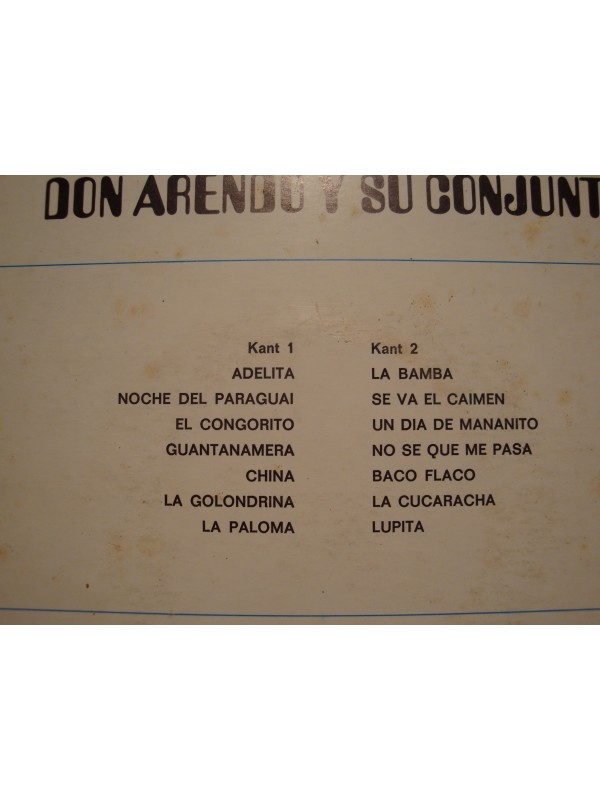 DON ARENDO Y SU CONJUNT
Kant 1
ADELITA
NOCHE DEL PARAGUAI
EL CONGORITO
GUANTANAMERA
CHINA
LA GOLONDRINA
LA PALOMA
Kant 2
LA BAMBA
SE VA EL CAIMEN
UN DIA DE MANANITO
NO SE QUE ME PASA
BACO FLACO
LA CUCARACHA
LUPITA